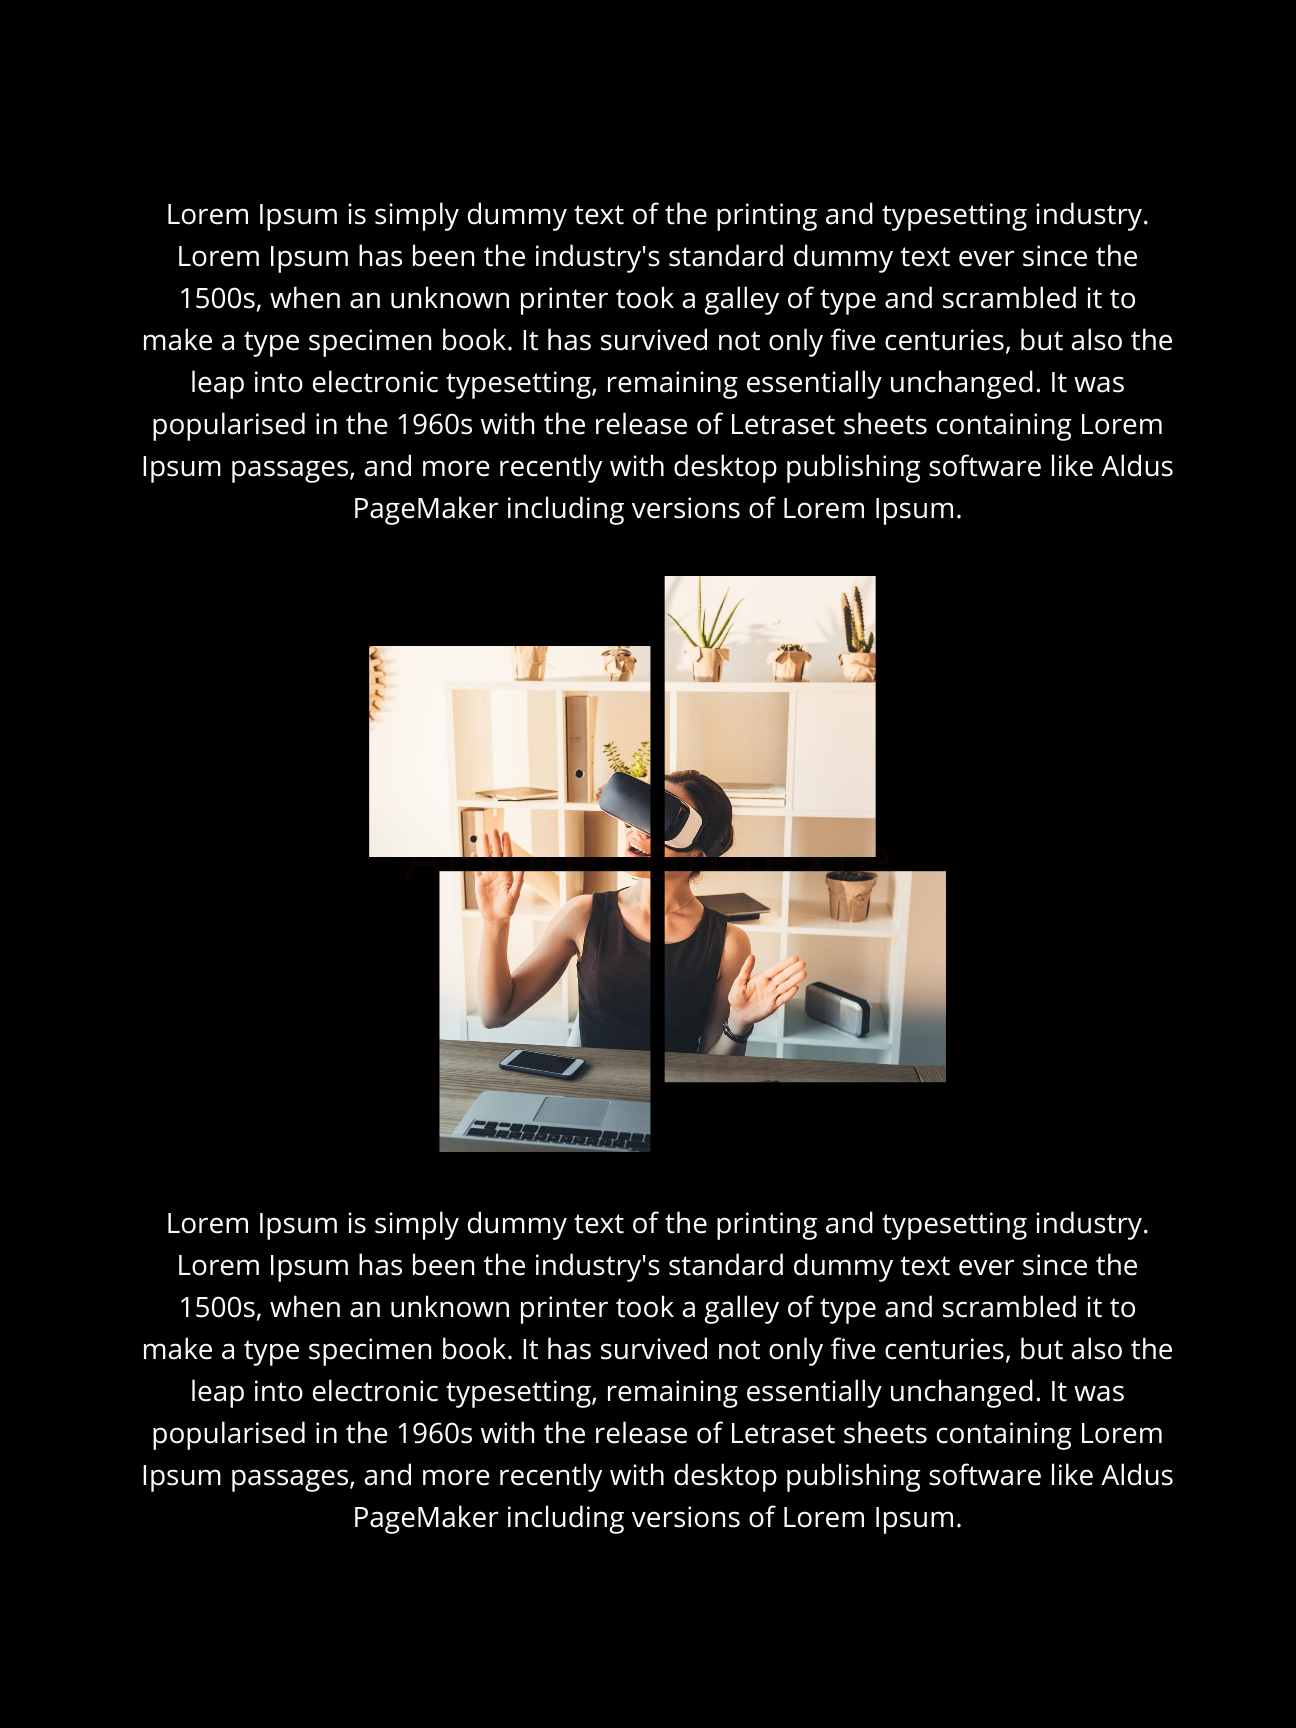 Lorem Ipsum is simply dummy text of the printing and typesetting industry.
Lorem Ipsum has been the industry's standard dummy text ever since the
1500s, when an unknown printer took a galley of type and scrambled it to
make a type specimen book. It has survived not only five centuries, but also the
leap into electronic typesetting, remaining essentially unchanged. It was
popularised in the 1960s with the release of Letraset sheets containing Lorem
Ipsum passages, and more recently with desktop publishing software like Aldus
PageMaker including versions of Lorem Ipsum.
Lorem Ipsum is simply dummy text of the printing and typesetting industry.
Lorem Ipsum has been the industry's standard dummy text ever since the
1500s, when an unknown printer took a galley of type and scrambled it to
make a type specimen book. It has survived not only five centuries, but also the
leap into electronic typesetting, remaining essentially unchanged. It was
popularised in the 1960s with the release of Letraset sheets containing Lorem
Ipsum passages, and more recently with desktop publishing software like Aldus
PageMaker including versions of Lorem Ipsum.